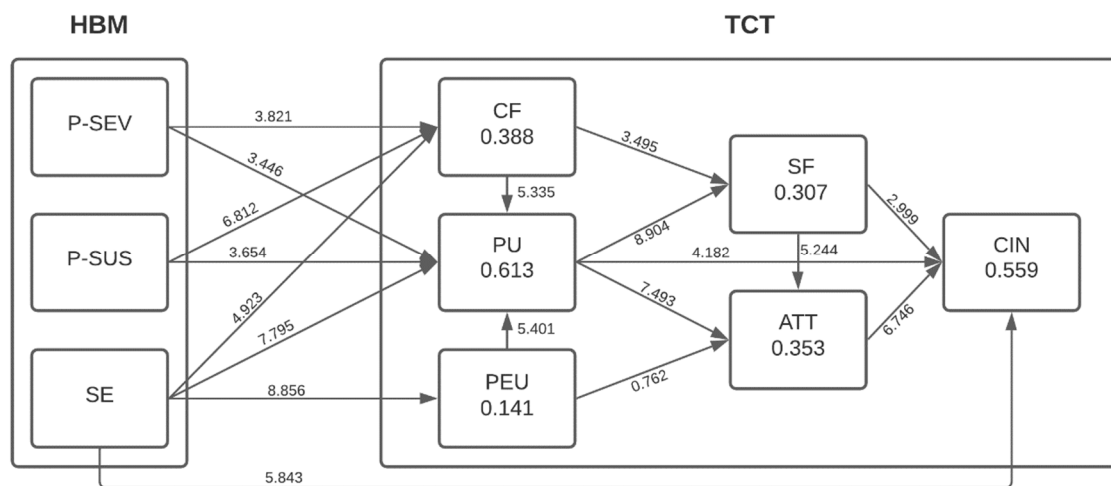 HBM
TCT
P-SEV
P-SUS
SE
3.821
3.446
6.812
3.654
4.923
7.795
8.856
5.843
CF
0.388
5.335
PU
0.613
5.401
PEU
0.141
3.495
8.904
4.182
7.493
0.762
SF
0.307
5.244
ATT
0.353
2.999
6.746
CIN
0.559